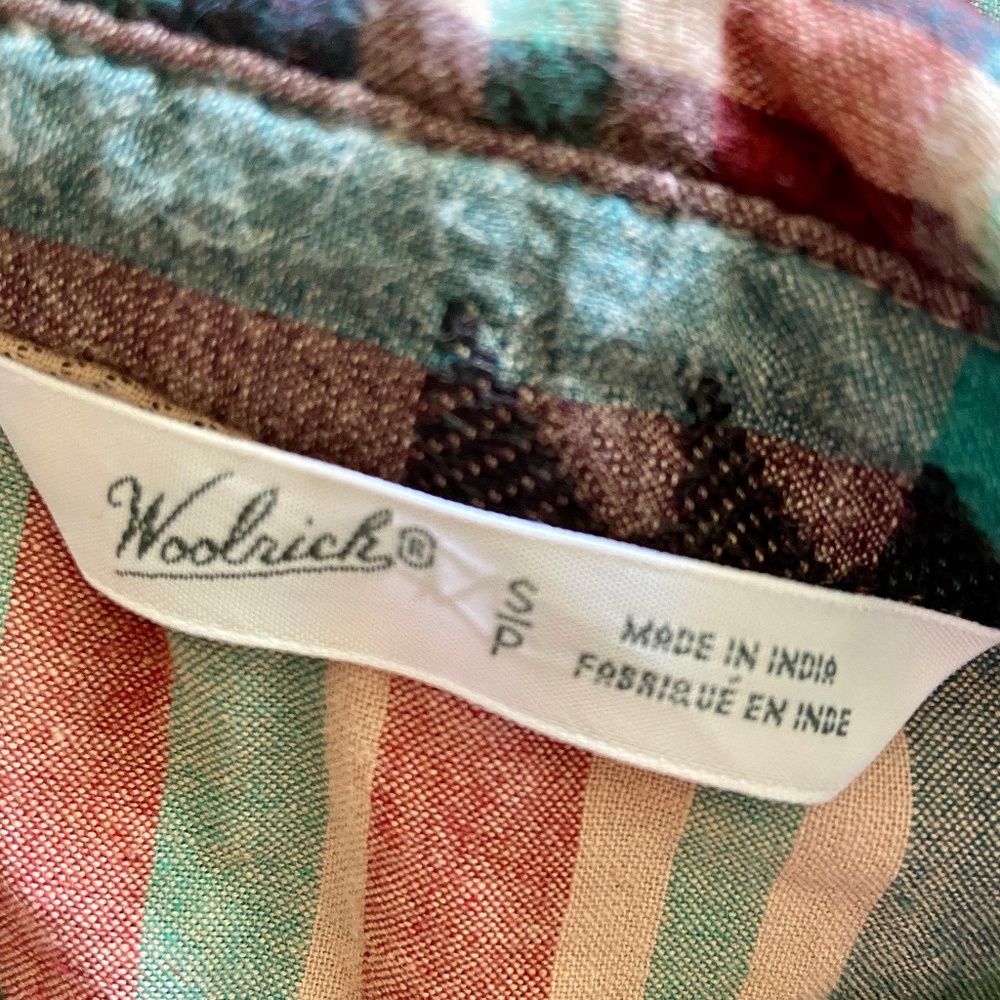 Woolrich®
S/P
MADE IN INDIA
FABRIQUÉ EN INDE